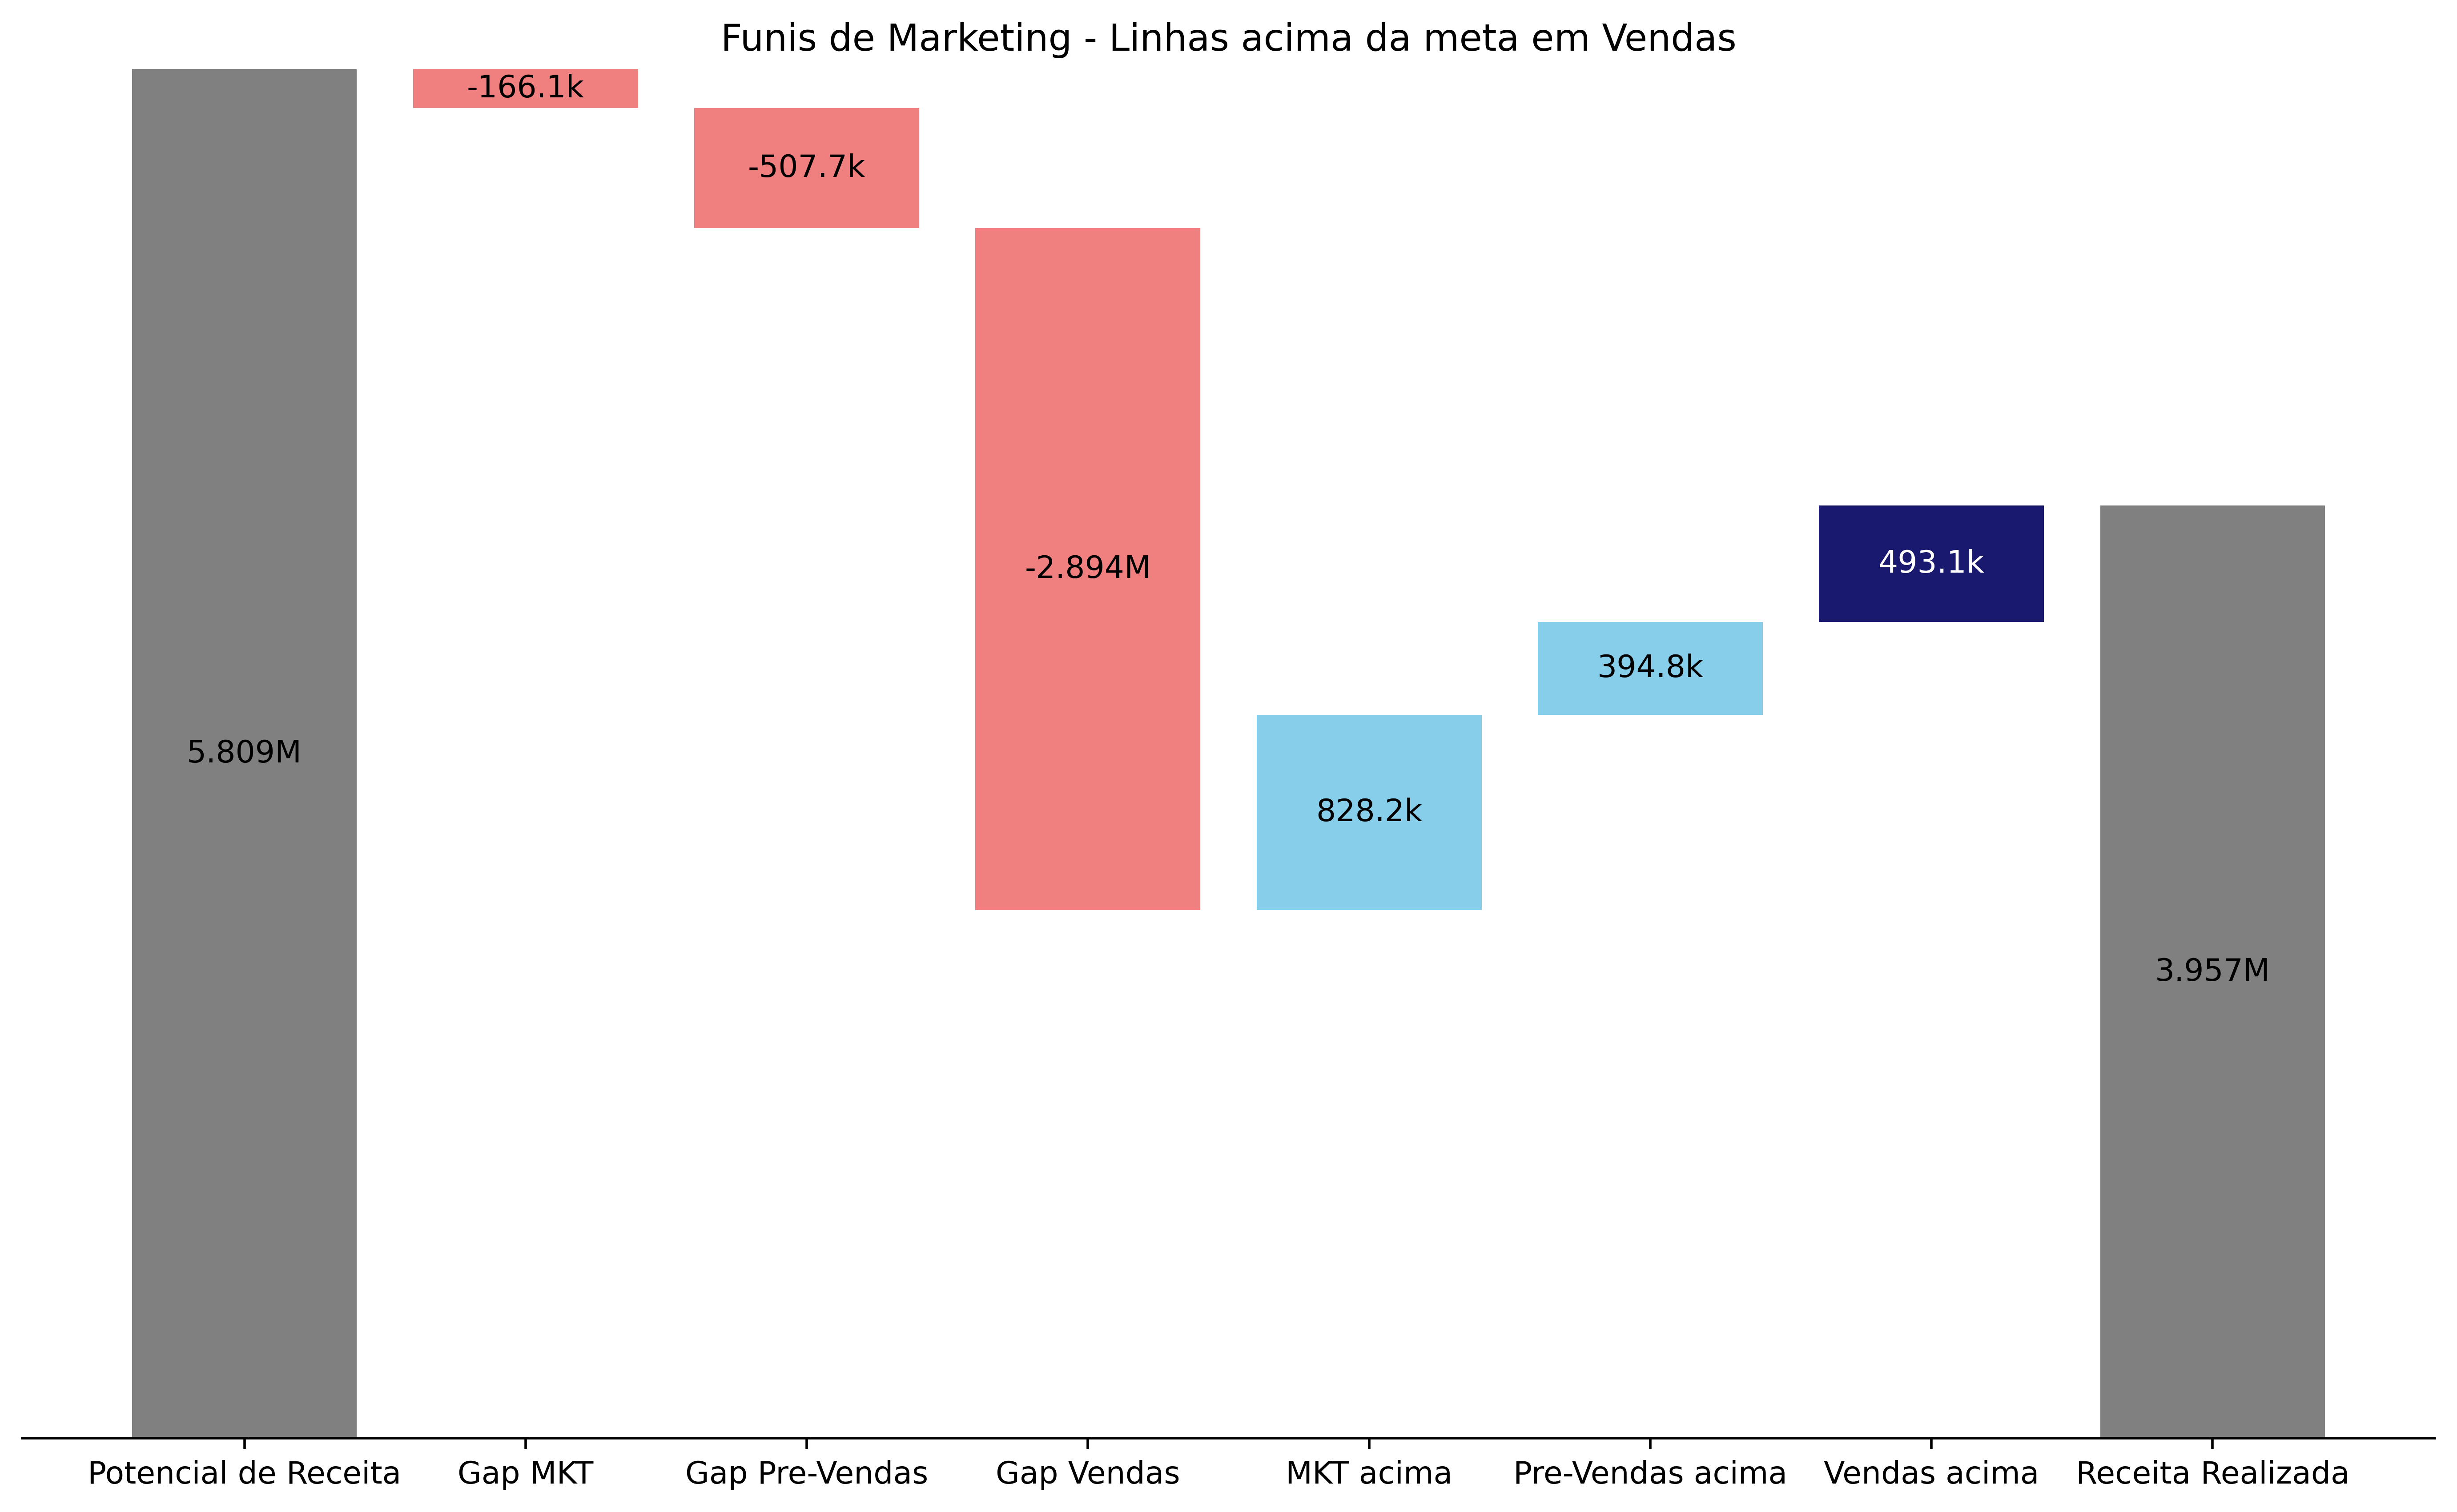 Funis de Marketing - Linhas acima da meta em Vendas
-166.1k
-507.7k
-2.894M
493.1k
394.8k
5.809M
828.2k
3.957M
Potencial de Receita
Gap MKT
Gap Pre-Vendas
Gap Vendas
MKT acima
Pre-Vendas acima
Vendas acima
Receita Realizada